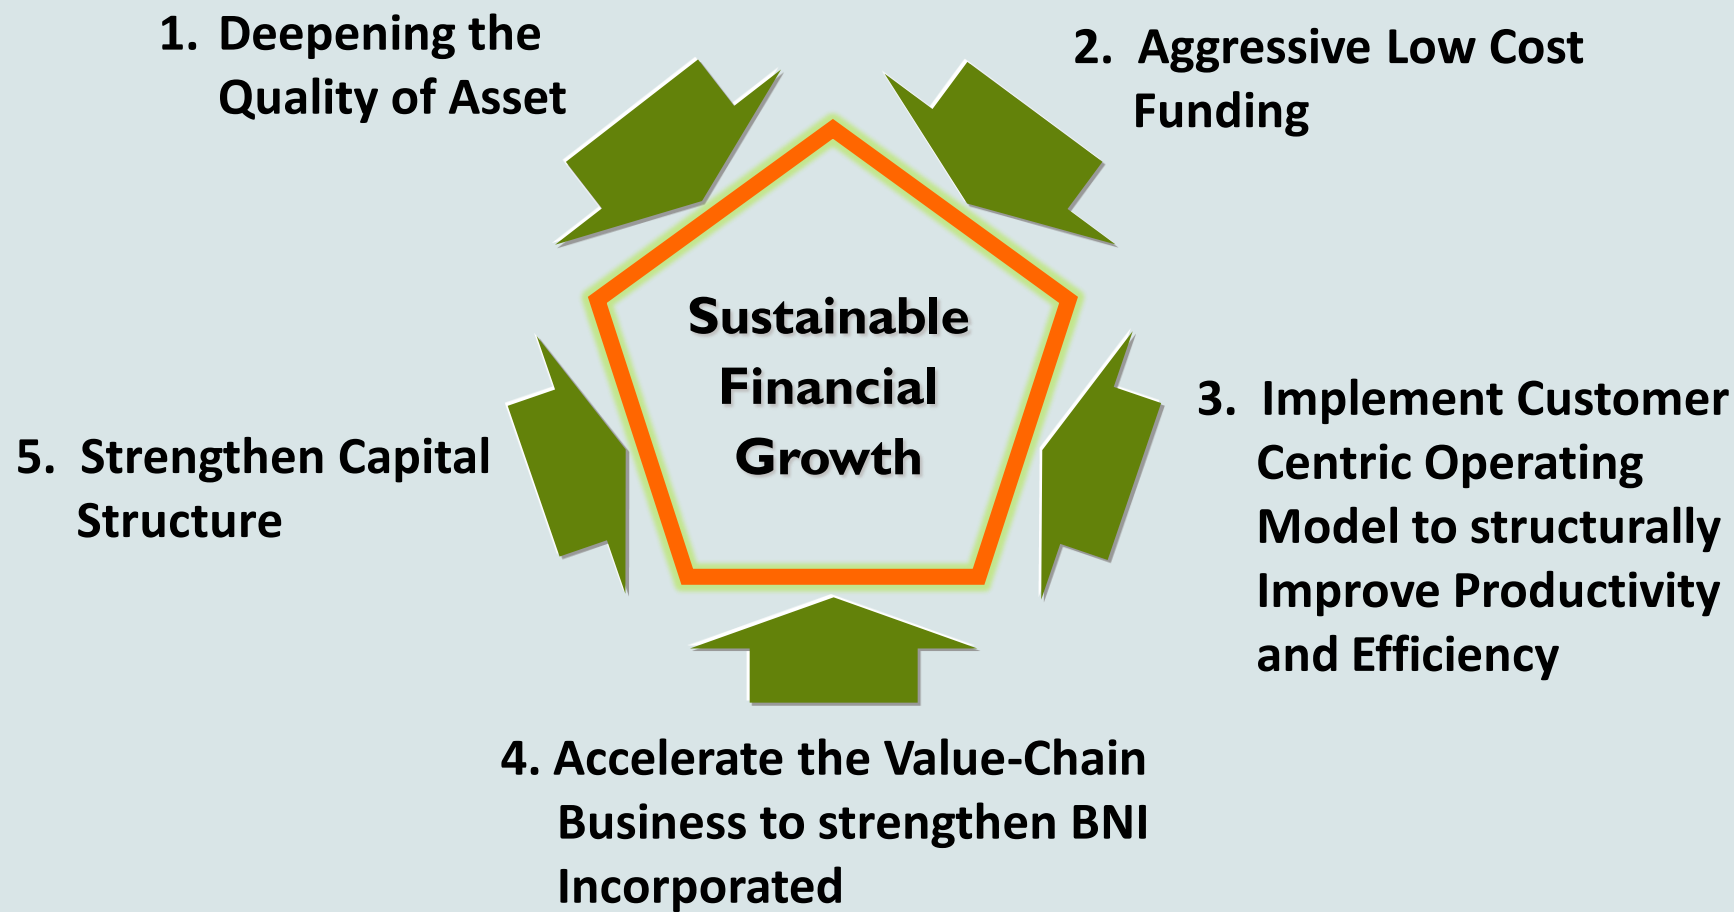 1. Deepening the
Quality of Asset
2. Aggressive Low Cost
Funding
Sustainable
Financial
Growth
3. Implement Customer
Centric Operating
Model to structurally
Improve Productivity
and Efficiency
5. Strengthen Capital
Structure
4. Accelerate the Value-Chain
Business to strengthen BNI
Incorporated